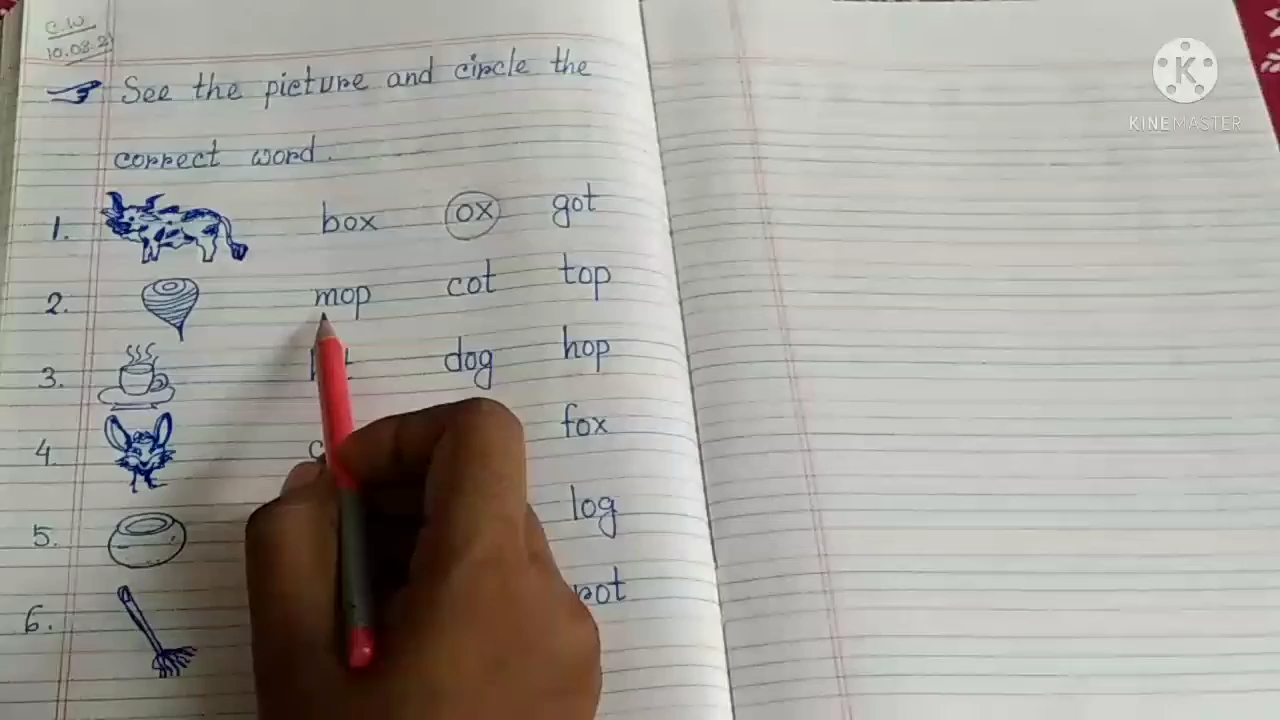 C.W
10.03.21
See the picture and circle the
correct word.
1. box ox got
2. mop cot top
3. dog hop
4. fox
5. log
6.
K
KINEMASTER